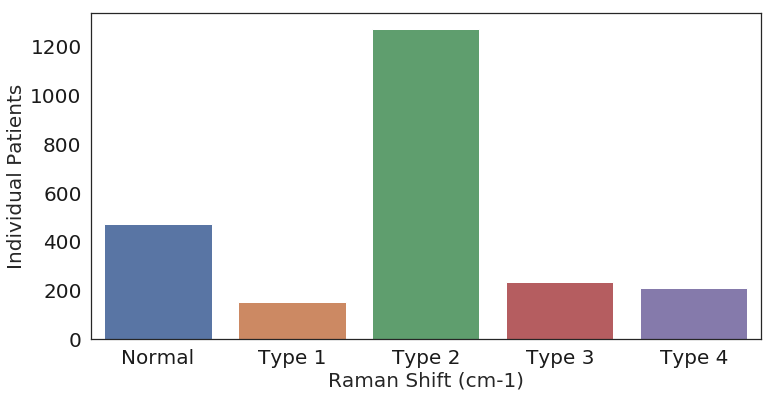 Individual Patients
1200
1000
800
600
400
200
0
Normal Type 1 Type 2 Type 3 Type 4
Raman Shift (cm-1)